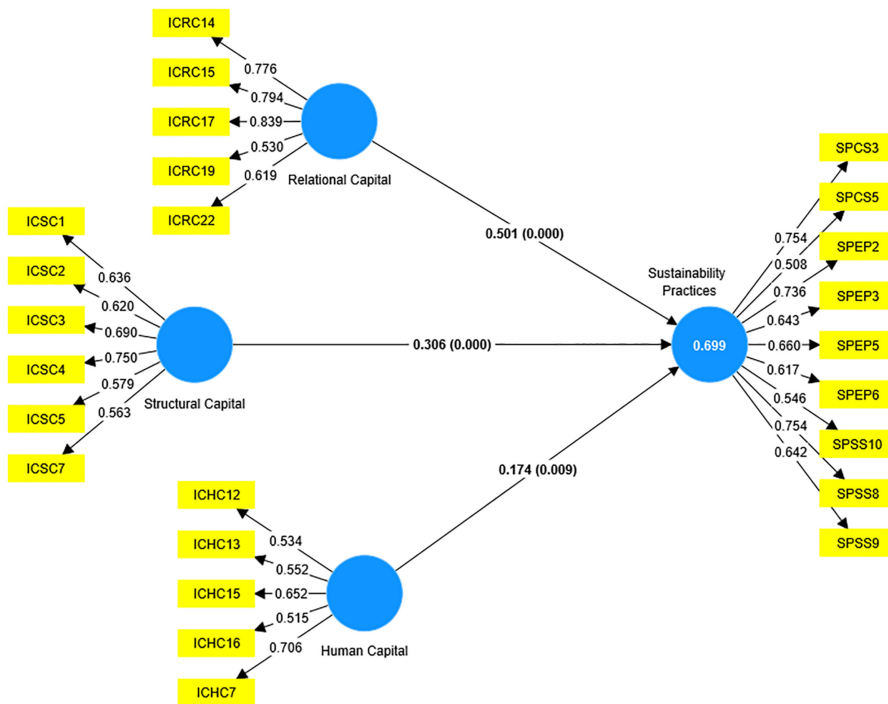 ICRC14
ICRC15
ICRC17
ICRC19
ICRC22
0.776
0.794
0.839
0.530
0.619
Relational Capital
ICSC1
ICSC2
ICSC3
ICSC4
ICSC5
ICSC7
0.636
0.620
0.690
0.750
0.579
0.563
Structural Capital
ICHC12
ICHC13
ICHC15
ICHC16
ICHC7
0.534
0.552
0.652
0.515
0.706
Human Capital
0.501 (0.000)
0.306 (0.000)
0.174 (0.009)
Sustainability
Practices
0.699
0.754
0.508
0.736
0.643
0.660
0.617
0.546
0.754
0.642
SPCS3
SPCS5
SPEP2
SPEP3
SPEP5
SPEP6
SPSS10
SPSS8
SPSS9